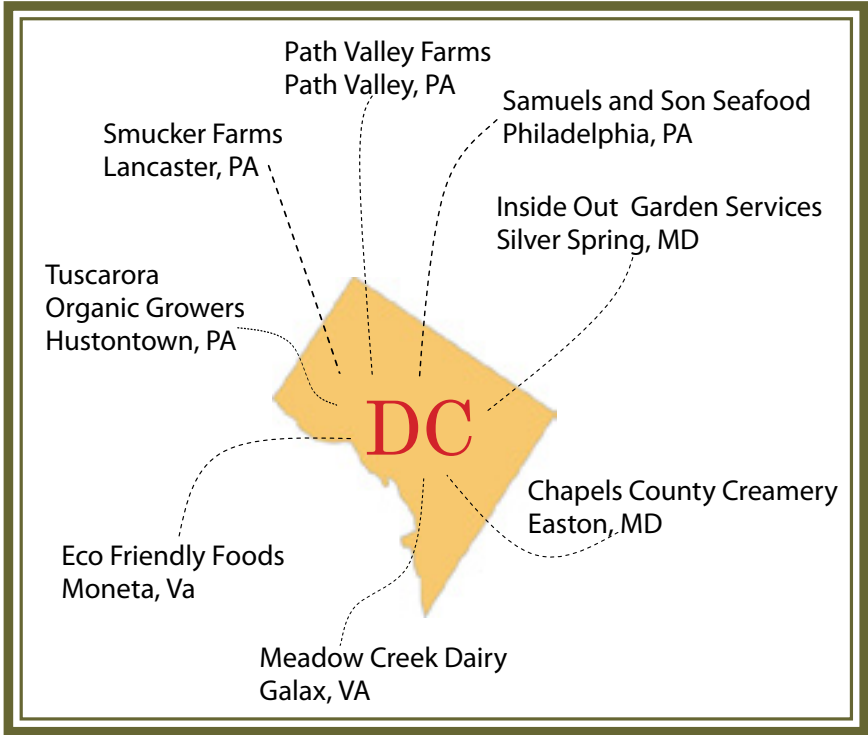 Path Valley Farms
Path Valley, PA
Samuels and Son Seafood
Philadelphia, PA
Smucker Farms
Lancaster, PA
Inside Out Garden Services
Silver Spring, MD
Tuscarora
Organic Growers
Hustontown, PA
DC
Chapels County Creamery
Easton, MD
Eco Friendly Foods
Moneta, Va
Meadow Creek Dairy
Galax, VA